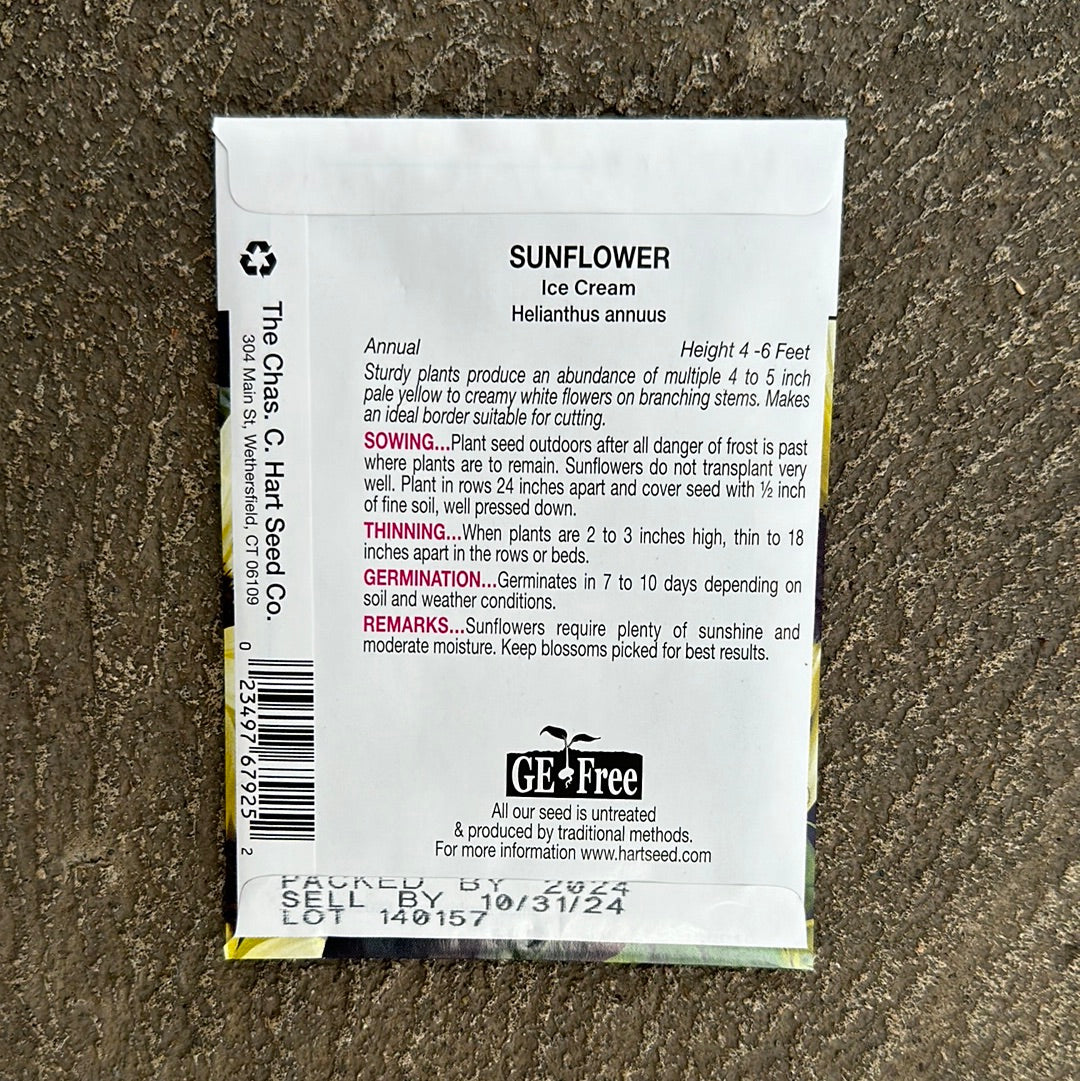 SUNFLOWER
Ice Cream
Helianthus annuus
Annual Height 4 -6 Feet
Sturdy plants produce an abundance of multiple 4 to 5 inch
pale yellow to creamy white flowers on branching stems. Makes
an ideal border suitable for cutting.
SOWING...Plant seed outdoors after all danger of frost is past
where plants are to remain. Sunflowers do not transplant very
well. Plant in rows 24 inches apart and cover seed with ½ inch
of fine soil, well pressed down.
THINNING...When plants are 2 to 3 inches high, thin to 18
inches apart in the rows or beds.
GERMINATION...Germinates in 7 to 10 days depending on
soil and weather conditions.
REMARKS...Sunflowers require plenty of sunshine and
moderate moisture. Keep blossoms picked for best results.
GE Free
All our seed is untreated
& produced by traditional methods.
For more information www.hartseed.com
The Chas. C. Hart Seed Co.
304 Main St, Wethersfield, CT 06109
0 23497 67925 2
PACKED BY 2024
SELL BY 10/31/24
LOT 140157